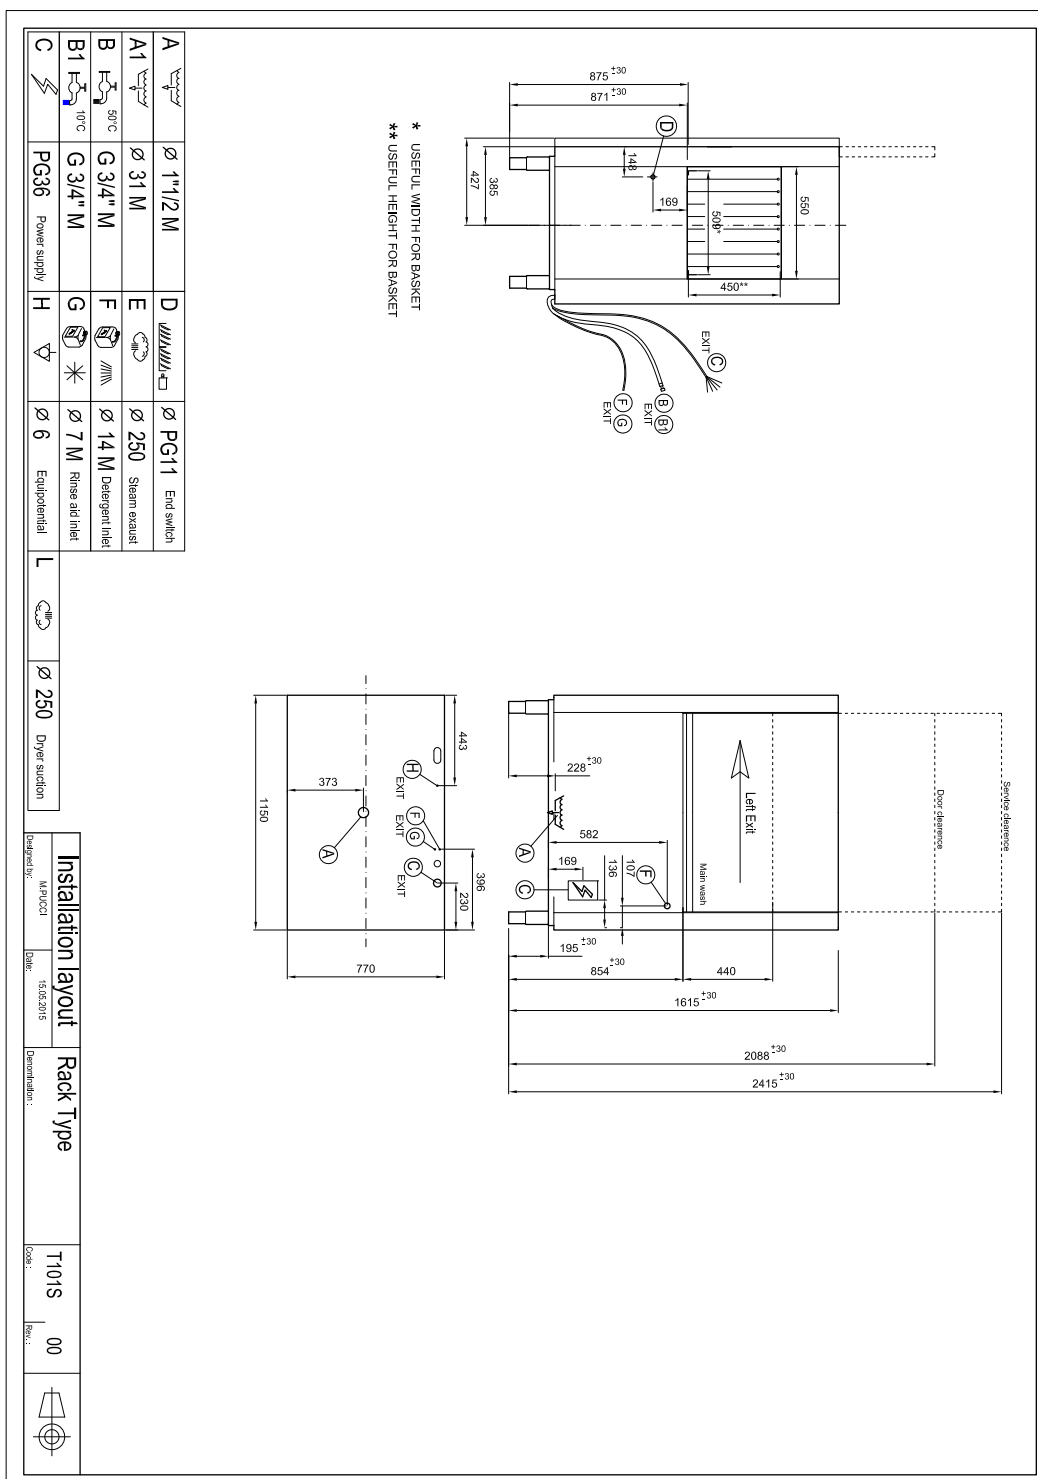 875 ±30
871 ±30
D
148
169
385
427
550
509*
450**
C
EXIT
B B1
EXIT
F G
EXIT
* USEFUL WIDTH FOR BASKET
** USEFUL HEIGHT FOR BASKET
Service clearence
Door clearence
Left Exit
Main wash
228 ±30
A
582
169
C
136
107
F
195 ±30
854 ±30
440
1615 ±30
2088 ±30
2415 ±30
443
373
1150
H
EXIT
F
G
EXIT
C
EXIT
A
396
230
770
A Ø 1"1/2 M D Ø PG11 End switch
A1 Ø 31 M E Ø 250 Steam exaust
B 50°C G 3/4" M F Ø 14 M Detergent Inlet
B1 10°C G 3/4" M G Ø 7 M Rinse aid inlet
C PG36 Power supply H Ø 6 Equipotential L Ø 250 Dryer suction
Installation layout
Designed by: M.PUCCI
Date: 15.05.2015
Rack Type
Denomination :
T101S
Code :
00
Rev. :